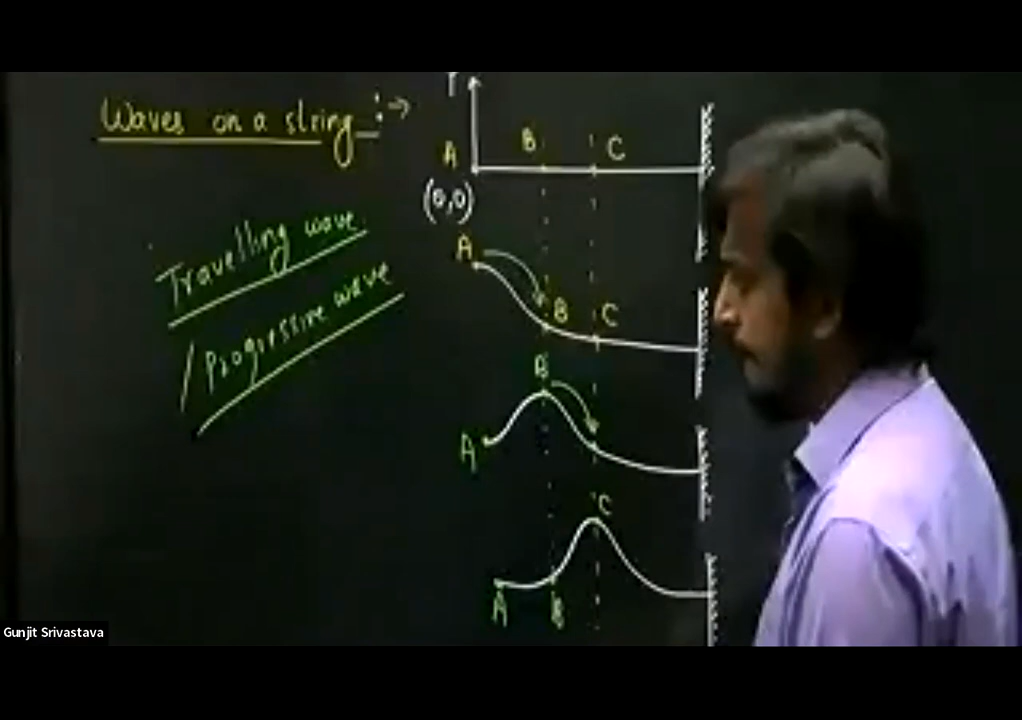 Waves on a string :→
Y
A
B
C
(0,0)
Travelling wave
/ Progressive wave
A
B
C
B
A
C
A
B
Gunjit Srivastava